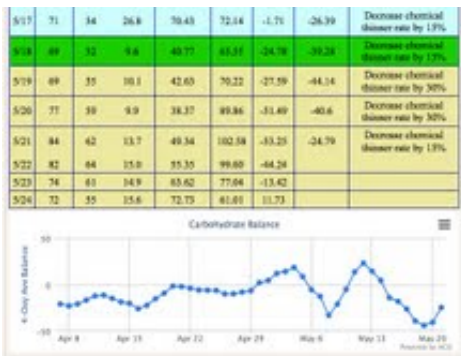 5/17 71 54 26.8 70.43 72.14 -1.71 -26.39 Decrease chemical
thinner rate by 15%
5/18 69 52 9.6 40.77 -24.78 -39.28 Decrease chemical
thinner rate by 15%
5/19 69 55 10.1 42.63 70.22 -27.59 -44.14 Decrease chemical
thinner rate by 30%
5/20 77 59 9.9 38.37 89.86 -51.49 -40.6 Decrease chemical
thinner rate by 30%
5/21 84 62 13.7 49.34 102.58 -53.25 -24.79 Decrease chemical
thinner rate by 15%
5/22 82 64 15.0 55.35 99.60 -44.24
5/23 74 61 14.9 63.62 77.04 -13.42
5/24 72 55 15.6 72.73 61.01 11.73
Carbohydrate Balance
4-Day Ave Balance
50
0
-50
Apr 8 Apr 15 Apr 22 Apr 29 May 6 May 13 May 20